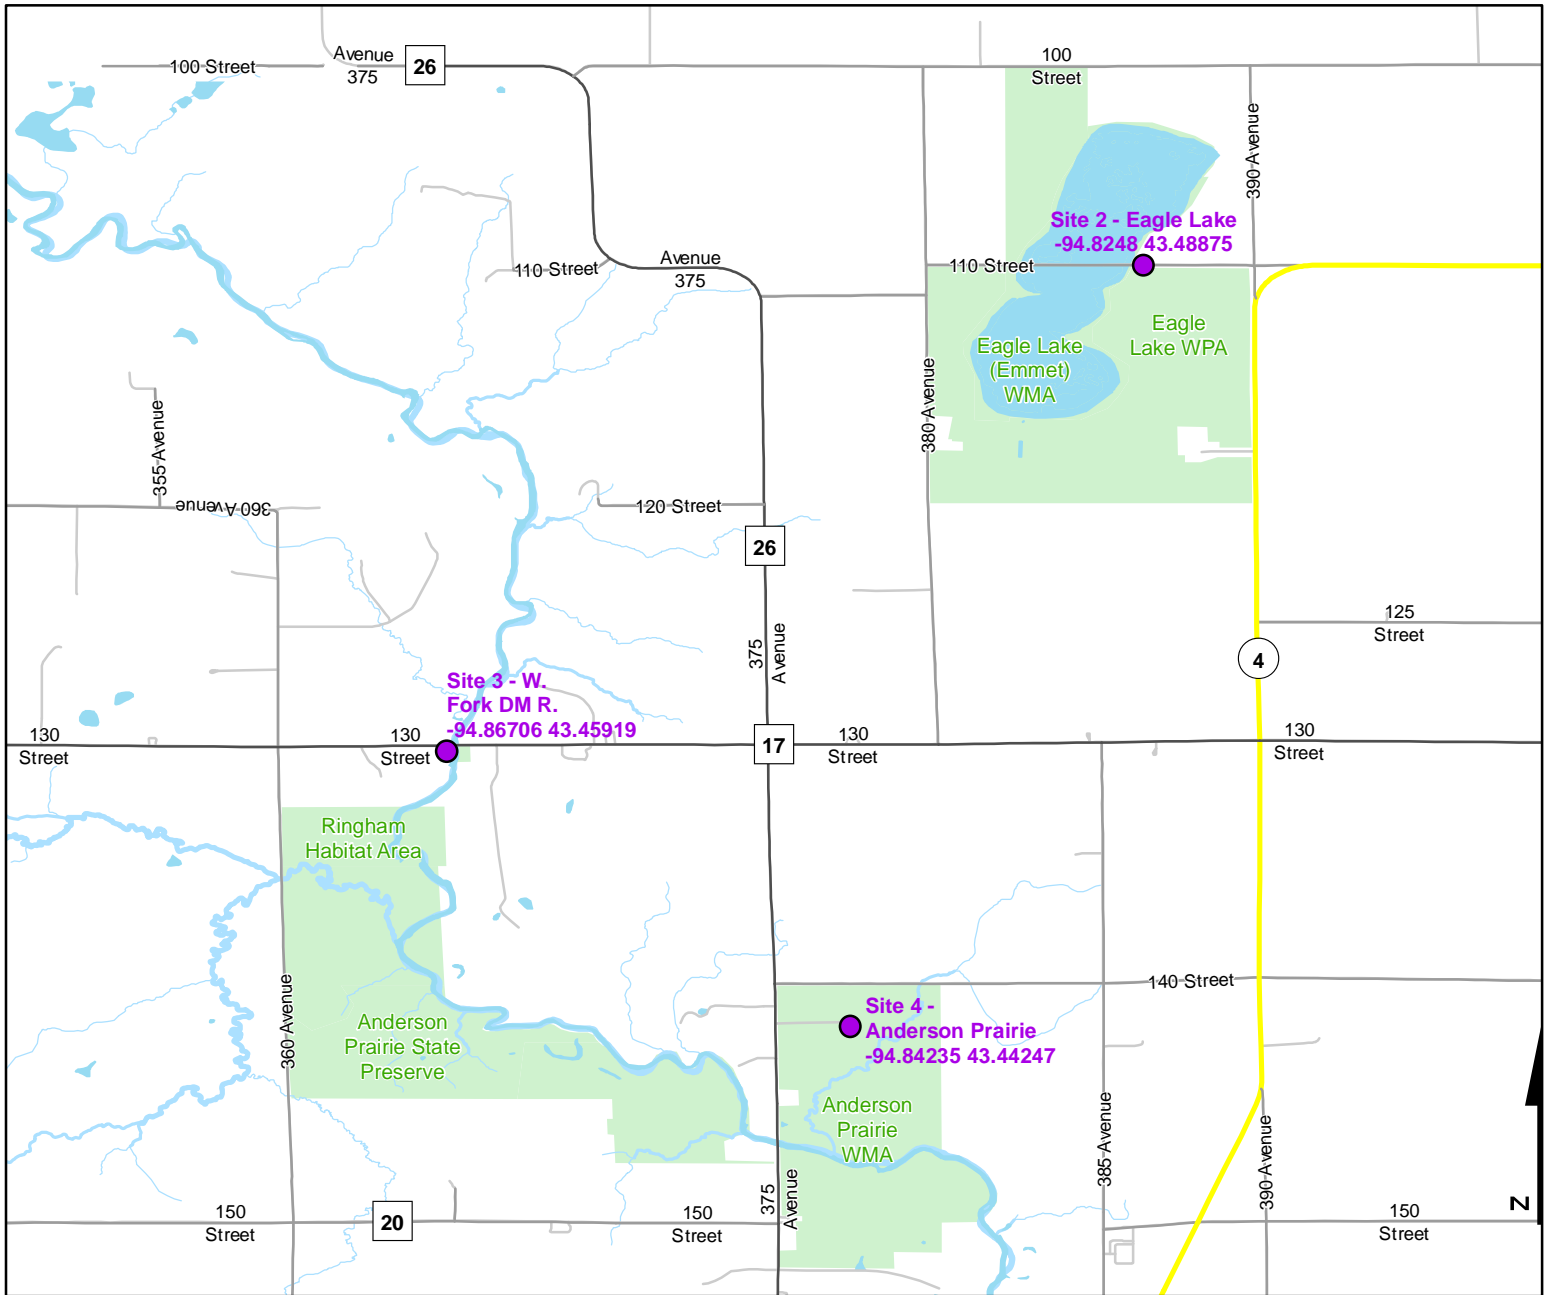 100 Street
Avenue
375
26
100
Street
390 Avenue
Site 2 - Eagle Lake
-94.8248 43.48875
110 Street
Avenue
375
110 Street
Eagle
Lake WPA
Eagle Lake
(Emmet)
WMA
380 Avenue
355 Avenue
360 Avenue
120 Street
26
125
Street
375
Avenue
4
Site 3 - W.
Fork DM R.
-94.86706 43.45919
130
Street
130
Street
17
130
Street
130
Street
Ringham
Habitat Area
140 Street
360 Avenue
Anderson
Prairie State
Preserve
Site 4 -
Anderson Prairie
-94.84235 43.44247
Anderson
Prairie
WMA
385 Avenue
390 Avenue
375
Avenue
N
150
Street
20
150
Street
150
Street